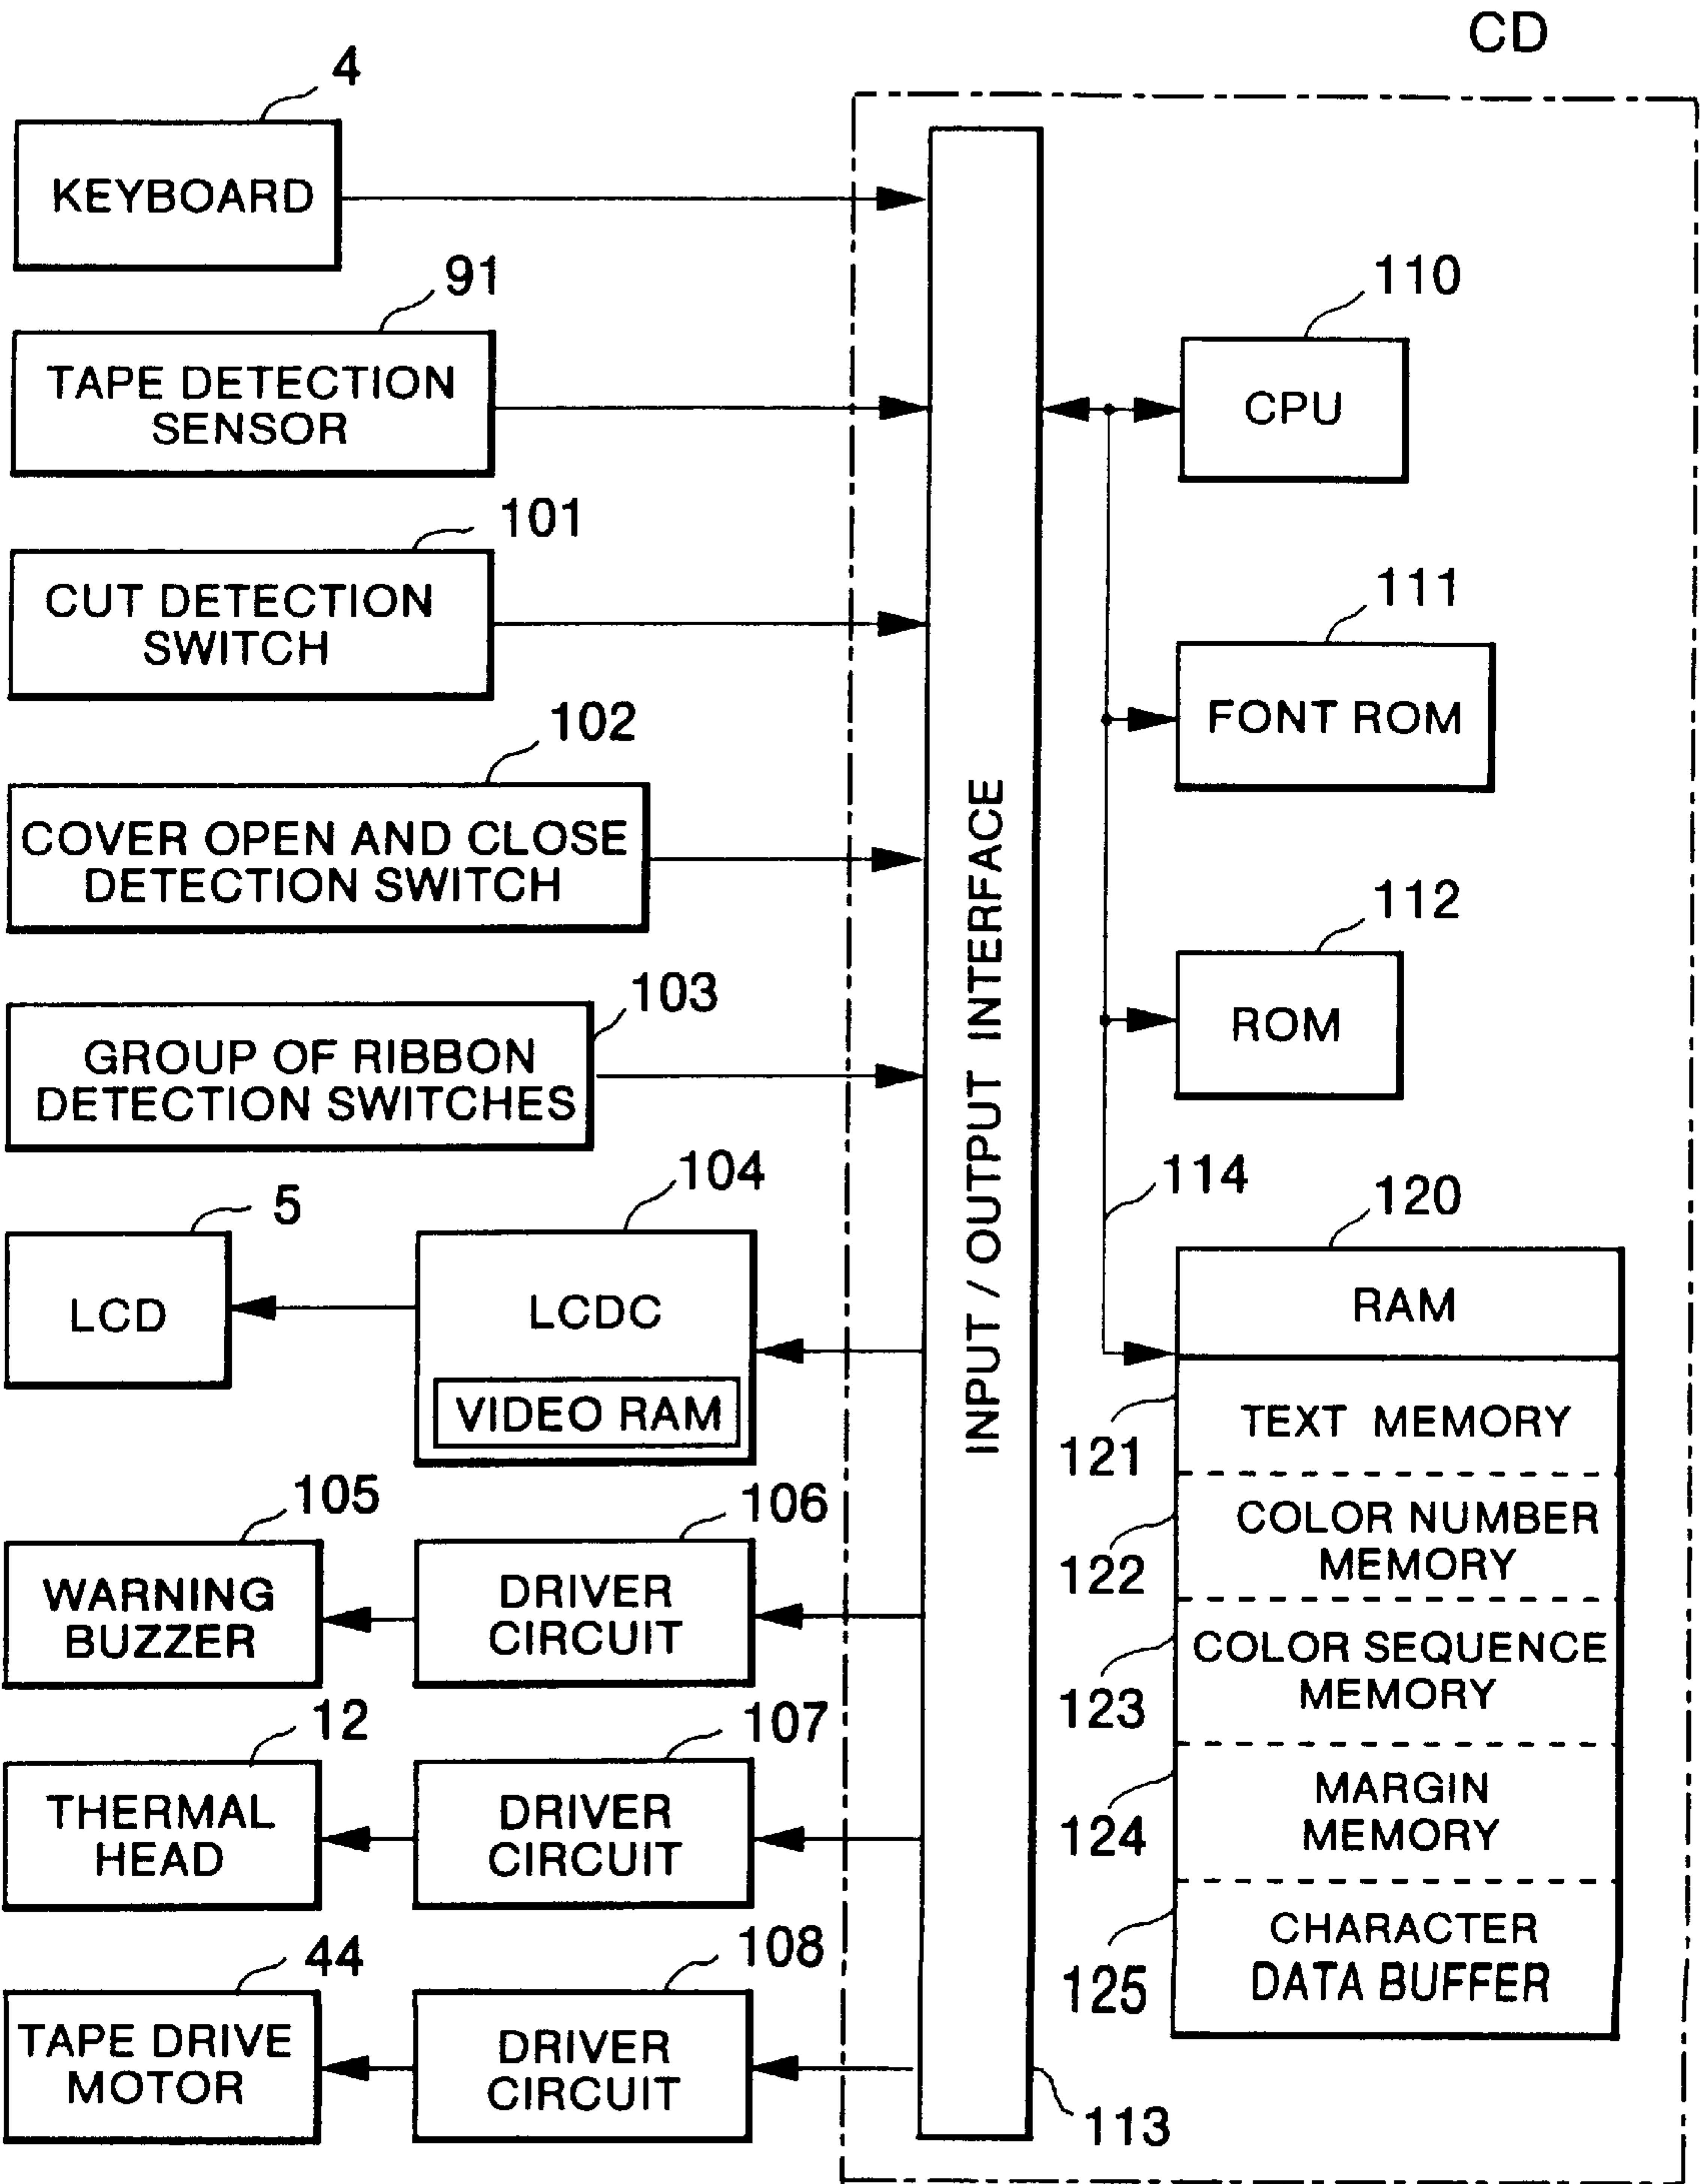 CD
4
KEYBOARD
91
TAPE DETECTION
SENSOR
101
CUT DETECTION
SWITCH
102
COVER OPEN AND CLOSE
DETECTION SWITCH
103
GROUP OF RIBBON
DETECTION SWITCHES
5
LCD
104
LCDC
VIDEO RAM
105
WARNING
BUZZER
106
DRIVER
CIRCUIT
12
THERMAL
HEAD
107
DRIVER
CIRCUIT
44
TAPE DRIVE
MOTOR
108
DRIVER
CIRCUIT
INPUT / OUTPUT INTERFACE
113
110
CPU
111
FONT ROM
112
ROM
114
120
RAM
121
TEXT MEMORY
122
COLOR NUMBER
MEMORY
123
COLOR SEQUENCE
MEMORY
124
MARGIN
MEMORY
125
CHARACTER
DATA BUFFER